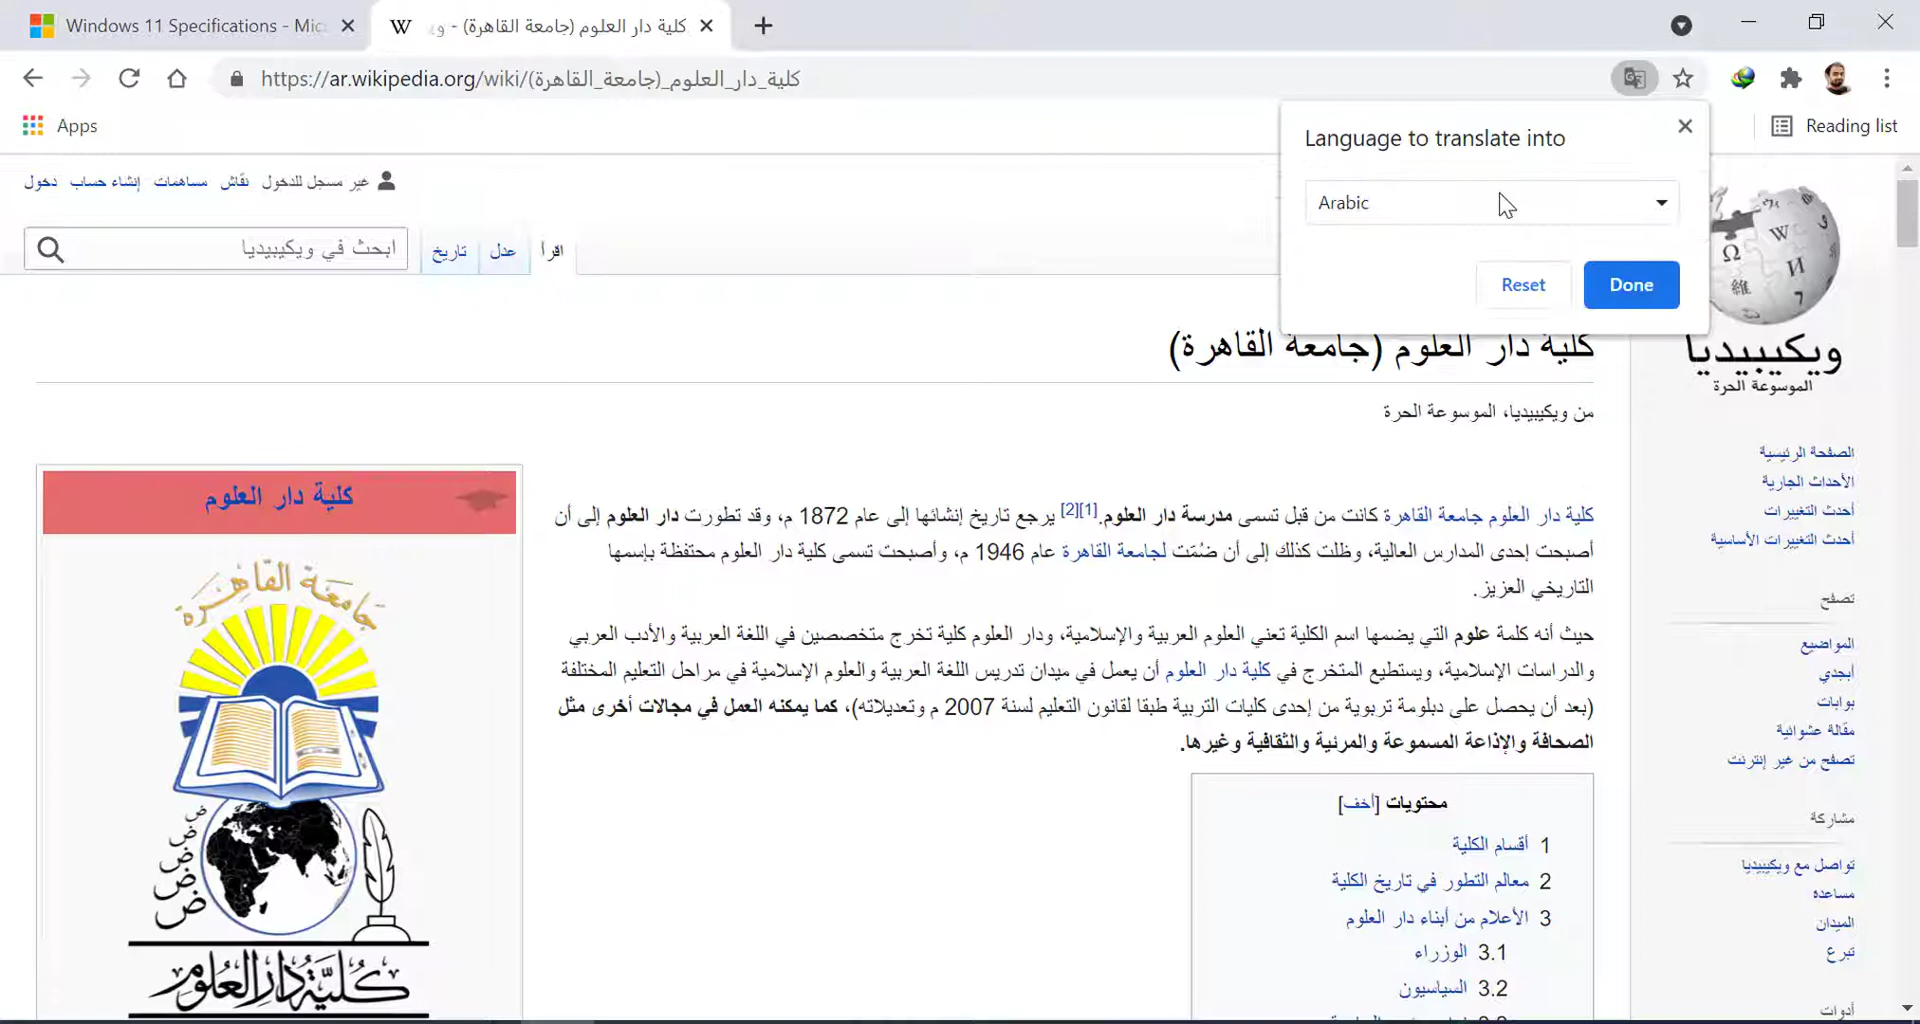 Windows 11 Specifications - Mic
كلية دار العلوم (جامعة القاهرة) - و
https://ar.wikipedia.org/wiki/كلية_دار_العلوم_(جامعة_القاهرة)
Apps
Reading list
Language to translate into
Arabic
Reset
Done
غير مسجل للدخول نقاش مساهمات إنشاء حساب دخول
اقرأ عدل تاريخ
ابحث في ويكيبيديا
ويكيبيديا
الموسوعة الحرة
كلية دار العلوم (جامعة القاهرة)
من ويكيبيديا، الموسوعة الحرة
كلية دار العلوم جامعة القاهرة كانت من قبل تسمى مدرسة دار العلوم.[1][2] يرجع تاريخ إنشائها إلى عام 1872 م، وقد تطورت دار العلوم إلى أن
أصبحت إحدى المدارس العالية، وظلت كذلك إلى أن ضُمّت لجامعة القاهرة عام 1946 م، وأصبحت تسمى كلية دار العلوم محتفظة بإسمها
التاريخي العزيز.
حيث أنه كلمة علوم التي يضمها اسم الكلية تعني العلوم العربية والإسلامية، ودار العلوم كلية تخرج متخصصين في اللغة العربية والأدب العربي
والدراسات الإسلامية، ويستطيع المتخرج في كلية دار العلوم أن يعمل في ميدان تدريس اللغة العربية والعلوم الإسلامية في مراحل التعليم المختلفة
(بعد أن يحصل على دبلومة تربوية من إحدى كليات التربية طبقا لقانون التعليم لسنة 2007 م وتعديلاته)، كما يمكنه العمل في مجالات أخرى مثل
الصحافة والإذاعة المسموعة والمرئية والثقافية وغيرها.
محتويات [أخف]
1 أقسام الكلية
2 معالم التطور في تاريخ الكلية
3 الأعلام من أبناء دار العلوم
3.1 الوزراء
3.2 السياسيون
كلية دار العلوم
جامعة القاهرة
ض
ض
ض
ض
كلية دار العلوم
الصفحة الرئيسية
الأحداث الجارية
أحدث التغييرات
أحدث التغييرات الأساسية
تصفح
المواضيع
أبجدي
بوابات
مقالة عشوائية
تصفح من غير إنترنت
مشاركة
تواصل مع ويكيبيديا
مساعدة
الميدان
تبرع
أدوات